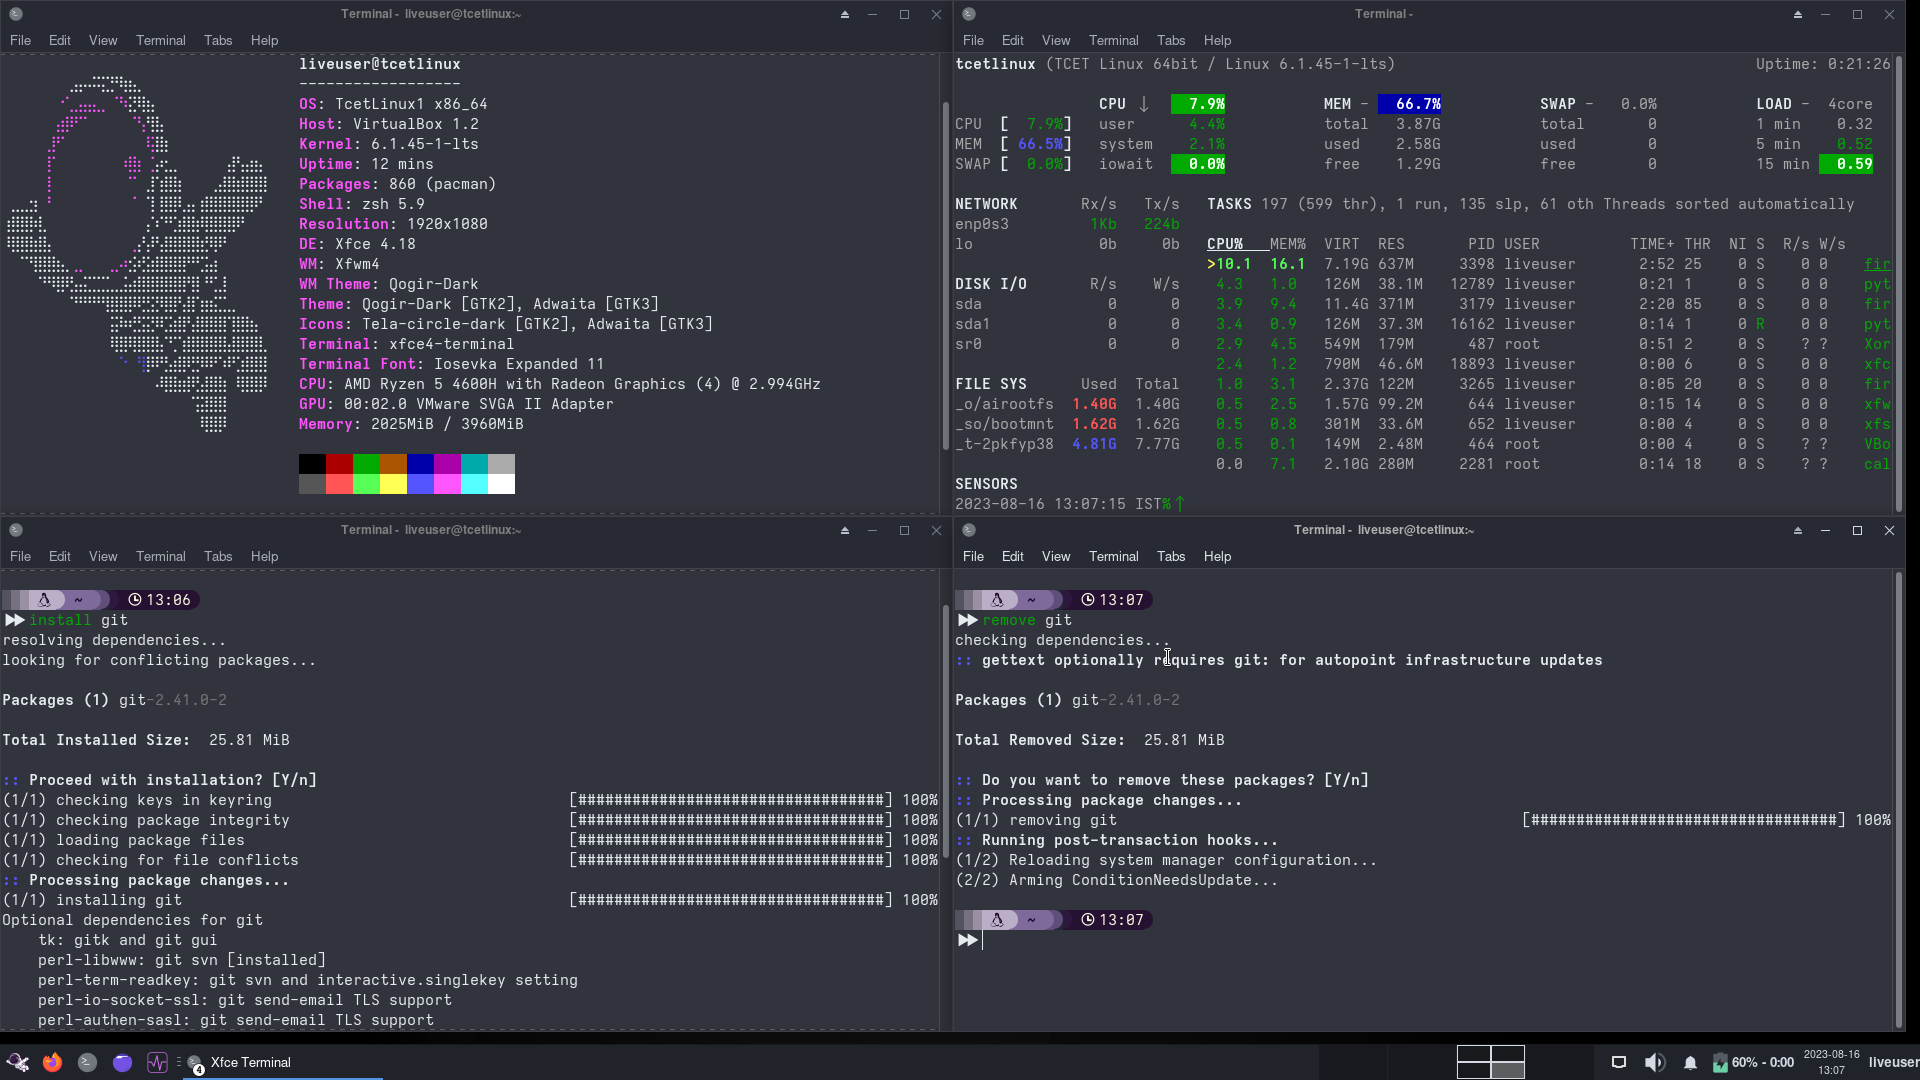 Terminal - liveuser@tcetlinux:~
File Edit View Terminal Tabs Help
liveuser@tcetlinux
------------------
OS: TcetLinux1 x86_64
Host: VirtualBox 1.2
Kernel: 6.1.45-1-lts
Uptime: 12 mins
Packages: 860 (pacman)
Shell: zsh 5.9
Resolution: 1920x1080
DE: Xfce 4.18
WM: Xfwm4
WM Theme: Qogir-Dark
Theme: Qogir-Dark [GTK2], Adwaita [GTK3]
Icons: Tela-circle-dark [GTK2], Adwaita [GTK3]
Terminal: xfce4-terminal
Terminal Font: Iosevka Expanded 11
CPU: AMD Ryzen 5 4600H with Radeon Graphics (4) @ 2.994GHz
GPU: 00:02.0 VMware SVGA II Adapter
Memory: 2025MiB / 3960MiB
Terminal -
File Edit View Terminal Tabs Help
tcetlinux (TCET Linux 64bit / Linux 6.1.45-1-lts) Uptime: 0:21:26
CPU ↓ 7.9% MEM - 66.7% SWAP - 0.0% LOAD - 4core
CPU [ 7.9%] user 4.4% total 3.87G total 0 1 min 0.32
MEM [ 66.5%] system 2.1% used 2.58G used 0 5 min 0.52
SWAP [ 0.0%] iowait 0.0% free 1.29G free 0 15 min 0.59
NETWORK Rx/s Tx/s TASKS 197 (599 thr), 1 run, 135 slp, 61 oth Threads sorted automatically
enp0s3 1Kb 224b
lo 0b 0b CPU% MEM% VIRT RES PID USER TIME+ THR NI S R/s W/s
>10.1 16.1 7.19G 637M 3398 liveuser 2:52 25 0 S 0 0 fir
DISK I/O R/s W/s 4.3 1.0 126M 38.1M 12789 liveuser 0:21 1 0 S 0 0 pyt
sda 0 0 3.9 9.4 11.4G 371M 3179 liveuser 2:20 85 0 S 0 0 fir
sda1 0 0 3.4 0.9 126M 37.3M 16162 liveuser 0:14 1 0 R 0 0 pyt
sr0 0 0 2.9 4.5 549M 179M 487 root 0:51 2 0 S ? ? Xor
2.4 1.2 790M 46.6M 18893 liveuser 0:00 6 0 S 0 0 xfc
FILE SYS Used Total 1.0 3.1 2.37G 122M 3265 liveuser 0:05 20 0 S 0 0 fir
_o/airootfs 1.40G 1.40G 0.5 2.5 1.57G 99.2M 644 liveuser 0:15 14 0 S 0 0 xfw
_so/bootmnt 1.62G 1.62G 0.5 0.8 301M 33.6M 652 liveuser 0:00 4 0 S 0 0 xfs
_t-2pkfyp38 4.81G 7.77G 0.5 0.1 149M 2.48M 464 root 0:00 4 0 S ? ? VBo
0.0 7.1 2.10G 280M 2281 root 0:14 18 0 S ? ? cal
SENSORS
2023-08-16 13:07:15 IST%↑
Terminal - liveuser@tcetlinux:~
File Edit View Terminal Tabs Help
~ 13:06
install git
resolving dependencies...
looking for conflicting packages...
Packages (1) git-2.41.0-2
Total Installed Size: 25.81 MiB
:: Proceed with installation? [Y/n]
(1/1) checking keys in keyring [##################################] 100%
(1/1) checking package integrity [##################################] 100%
(1/1) loading package files [##################################] 100%
(1/1) checking for file conflicts [##################################] 100%
:: Processing package changes...
(1/1) installing git [##################################] 100%
Optional dependencies for git
tk: gitk and git gui
perl-libwww: git svn [installed]
perl-term-readkey: git svn and interactive.singlekey setting
perl-io-socket-ssl: git send-email TLS support
perl-authen-sasl: git send-email TLS support
Terminal - liveuser@tcetlinux:~
File Edit View Terminal Tabs Help
~ 13:07
remove git
checking dependencies...
:: gettext optionally requires git: for autopoint infrastructure updates
Packages (1) git-2.41.0-2
Total Removed Size: 25.81 MiB
:: Do you want to remove these packages? [Y/n]
:: Processing package changes...
(1/1) removing git [##################################] 100%
:: Running post-transaction hooks...
(1/2) Reloading system manager configuration...
(2/2) Arming ConditionNeedsUpdate...
~ 13:07
4 Xfce Terminal
60% - 0:00
2023-08-16
13:07
liveuser